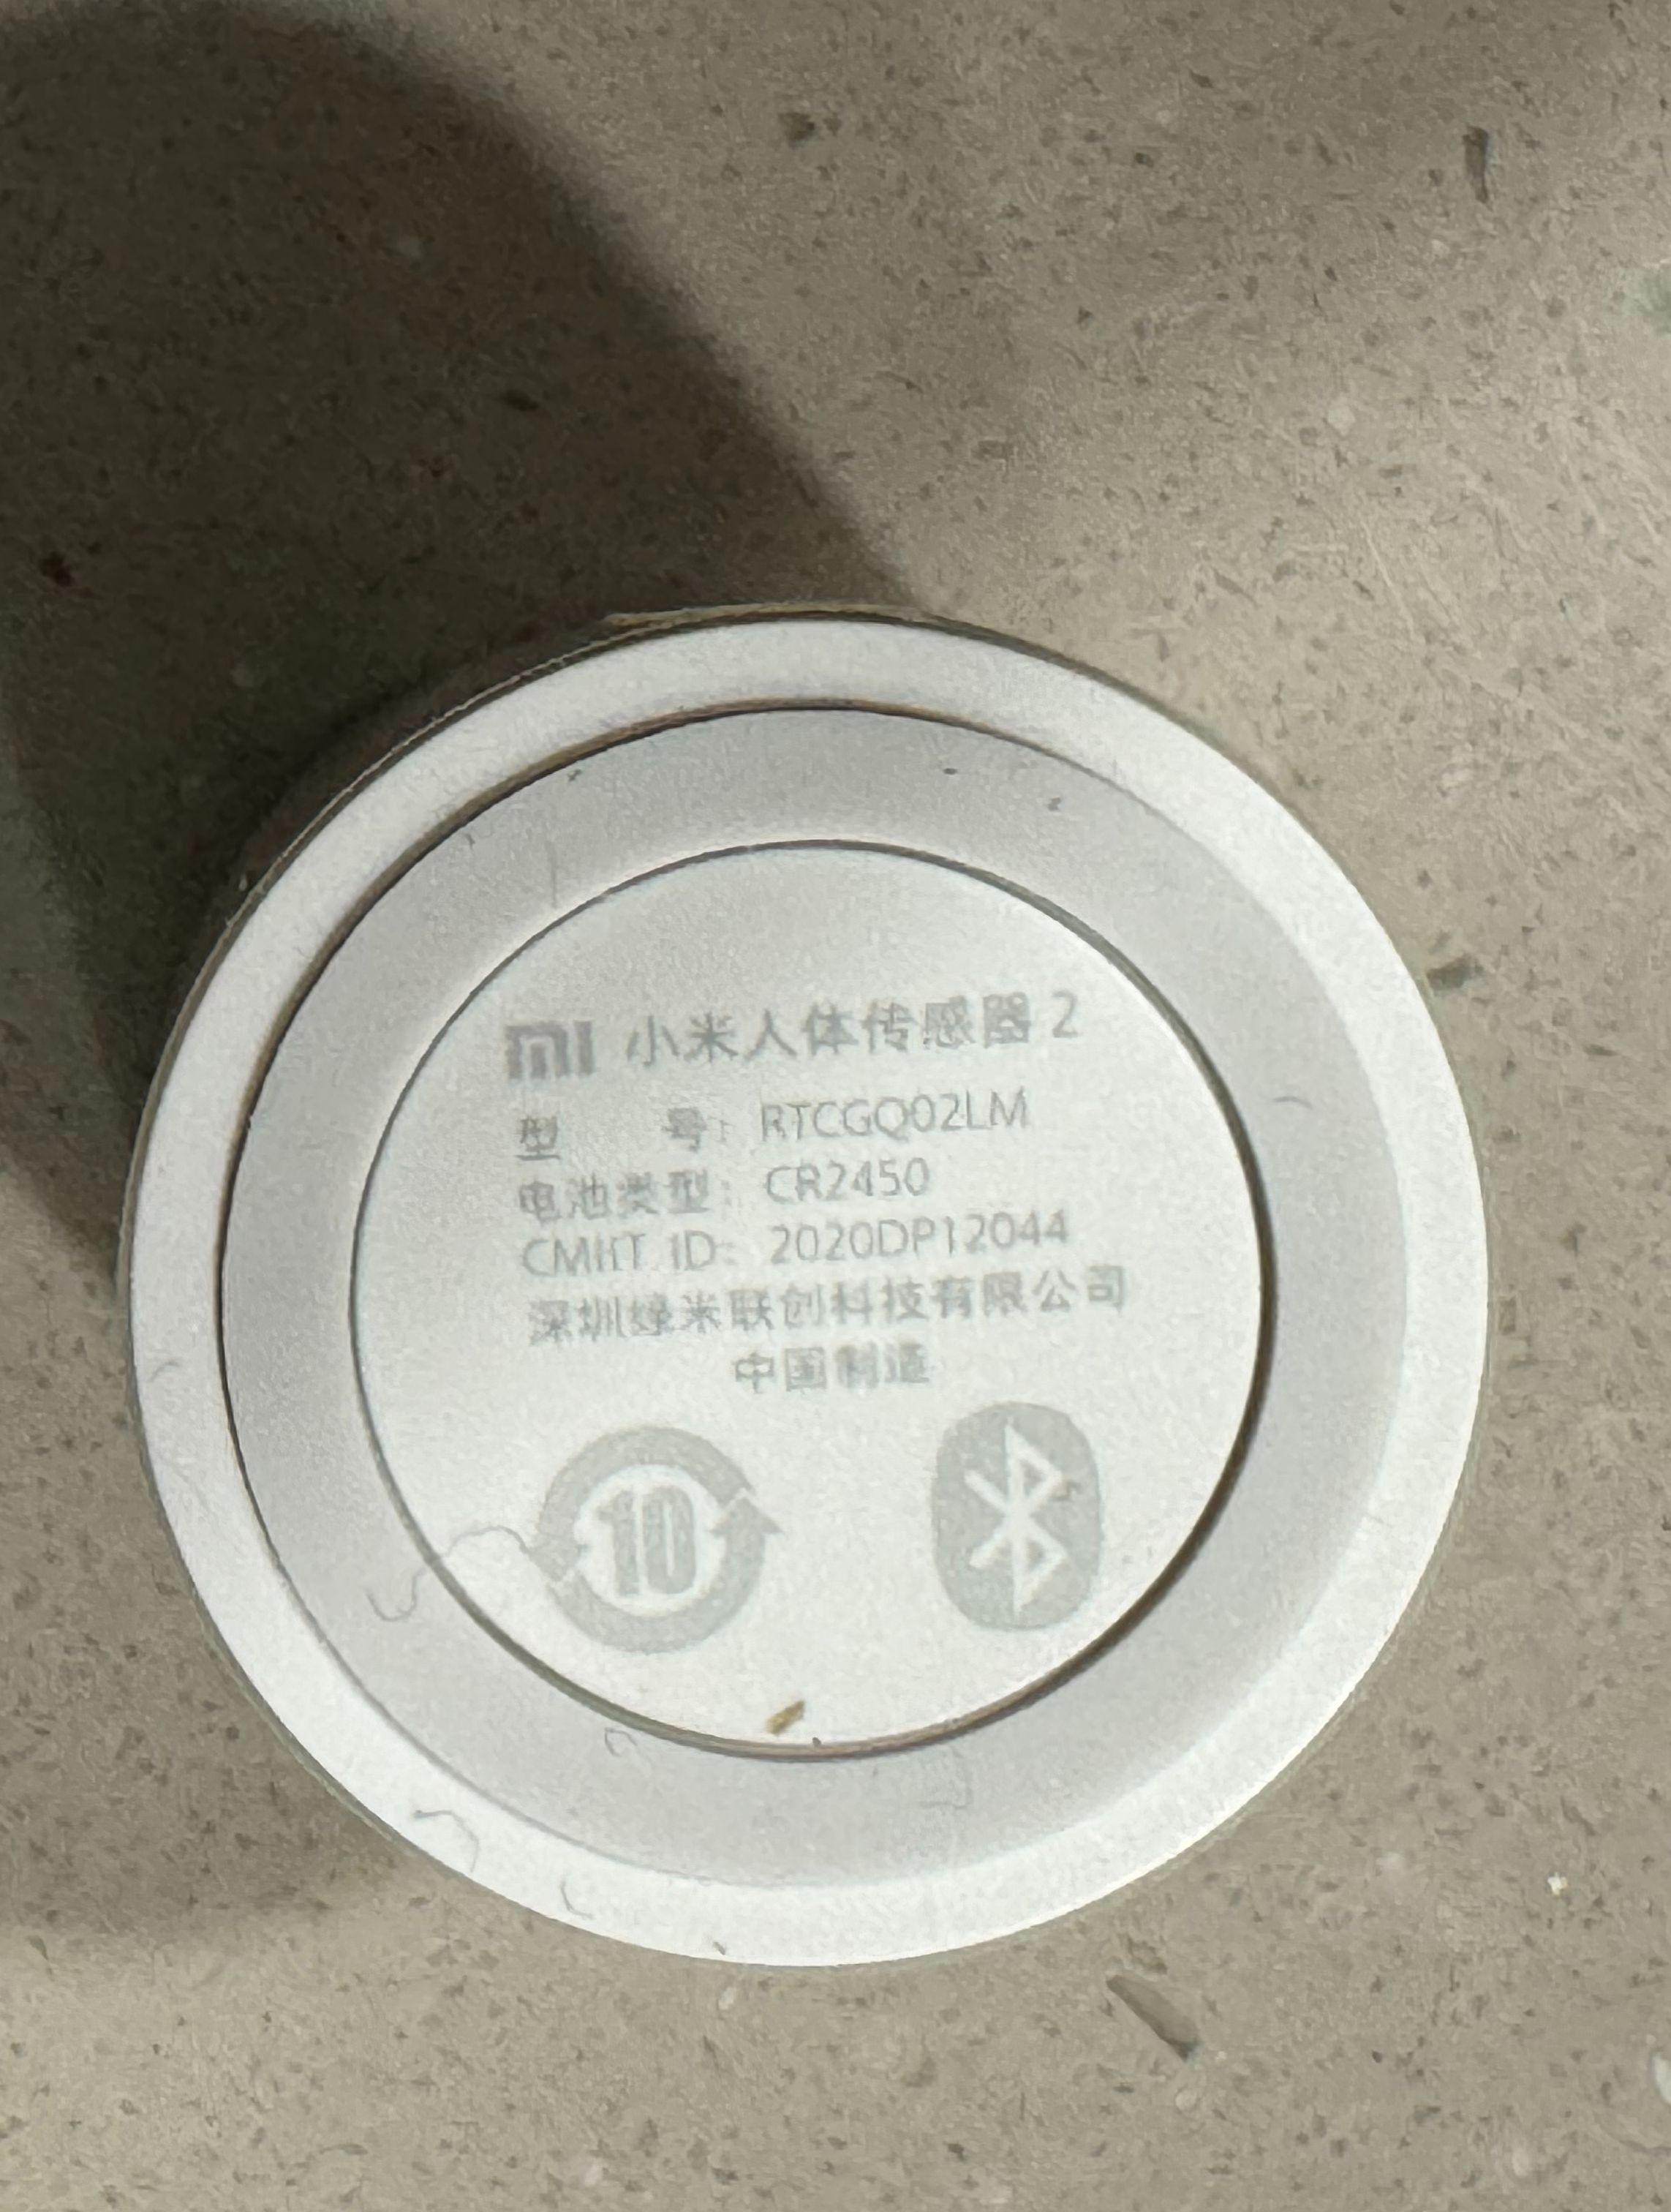 mi 小米人体传感器 2
型 号: RTCGQ02LM
电池类型: CR2450
CMIIT ID: 2020DP12044
深圳绿米联创科技有限公司
中国制造
10